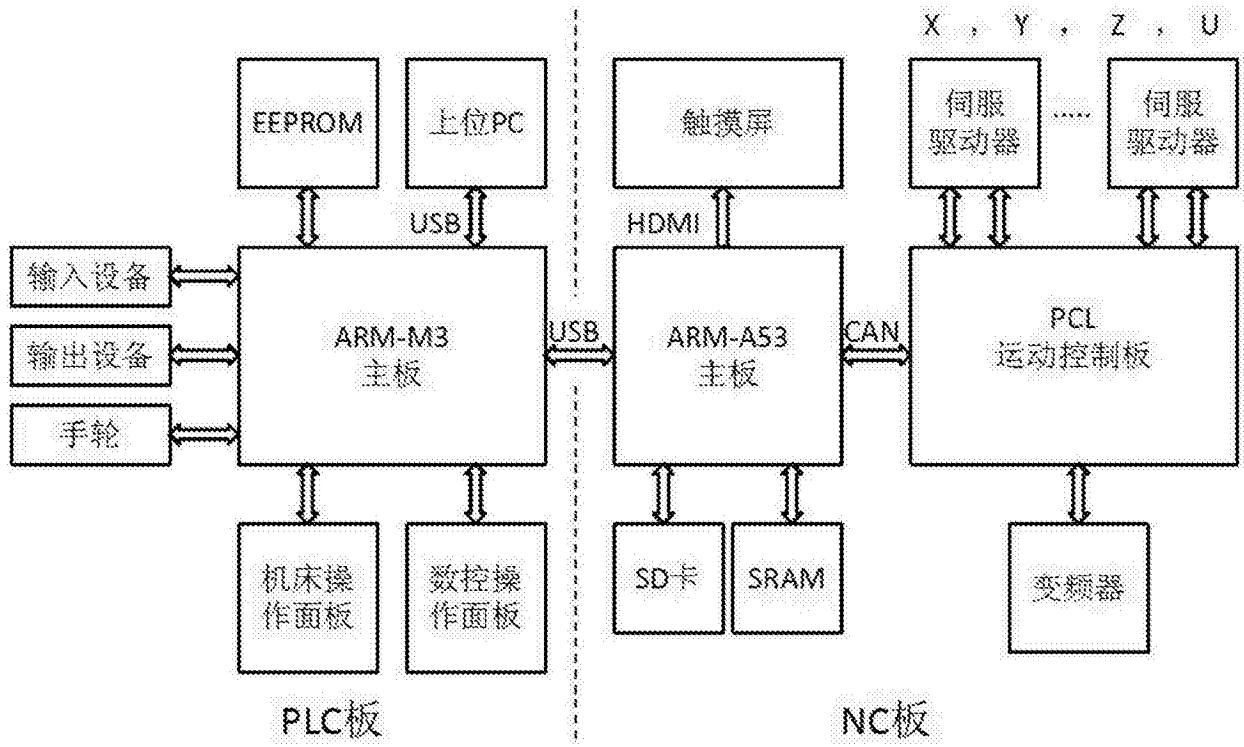 X , Y , Z , U
EEPROM
上位PC
触摸屏
伺服
驱动器
.....
伺服
驱动器
USB
HDMI
输入设备
输出设备
手轮
ARM-M3
主板
USB
ARM-A53
主板
CAN
PCL
运动控制板
机床操
作面板
数控操
作面板
SD卡
SRAM
变频器
PLC板
NC板